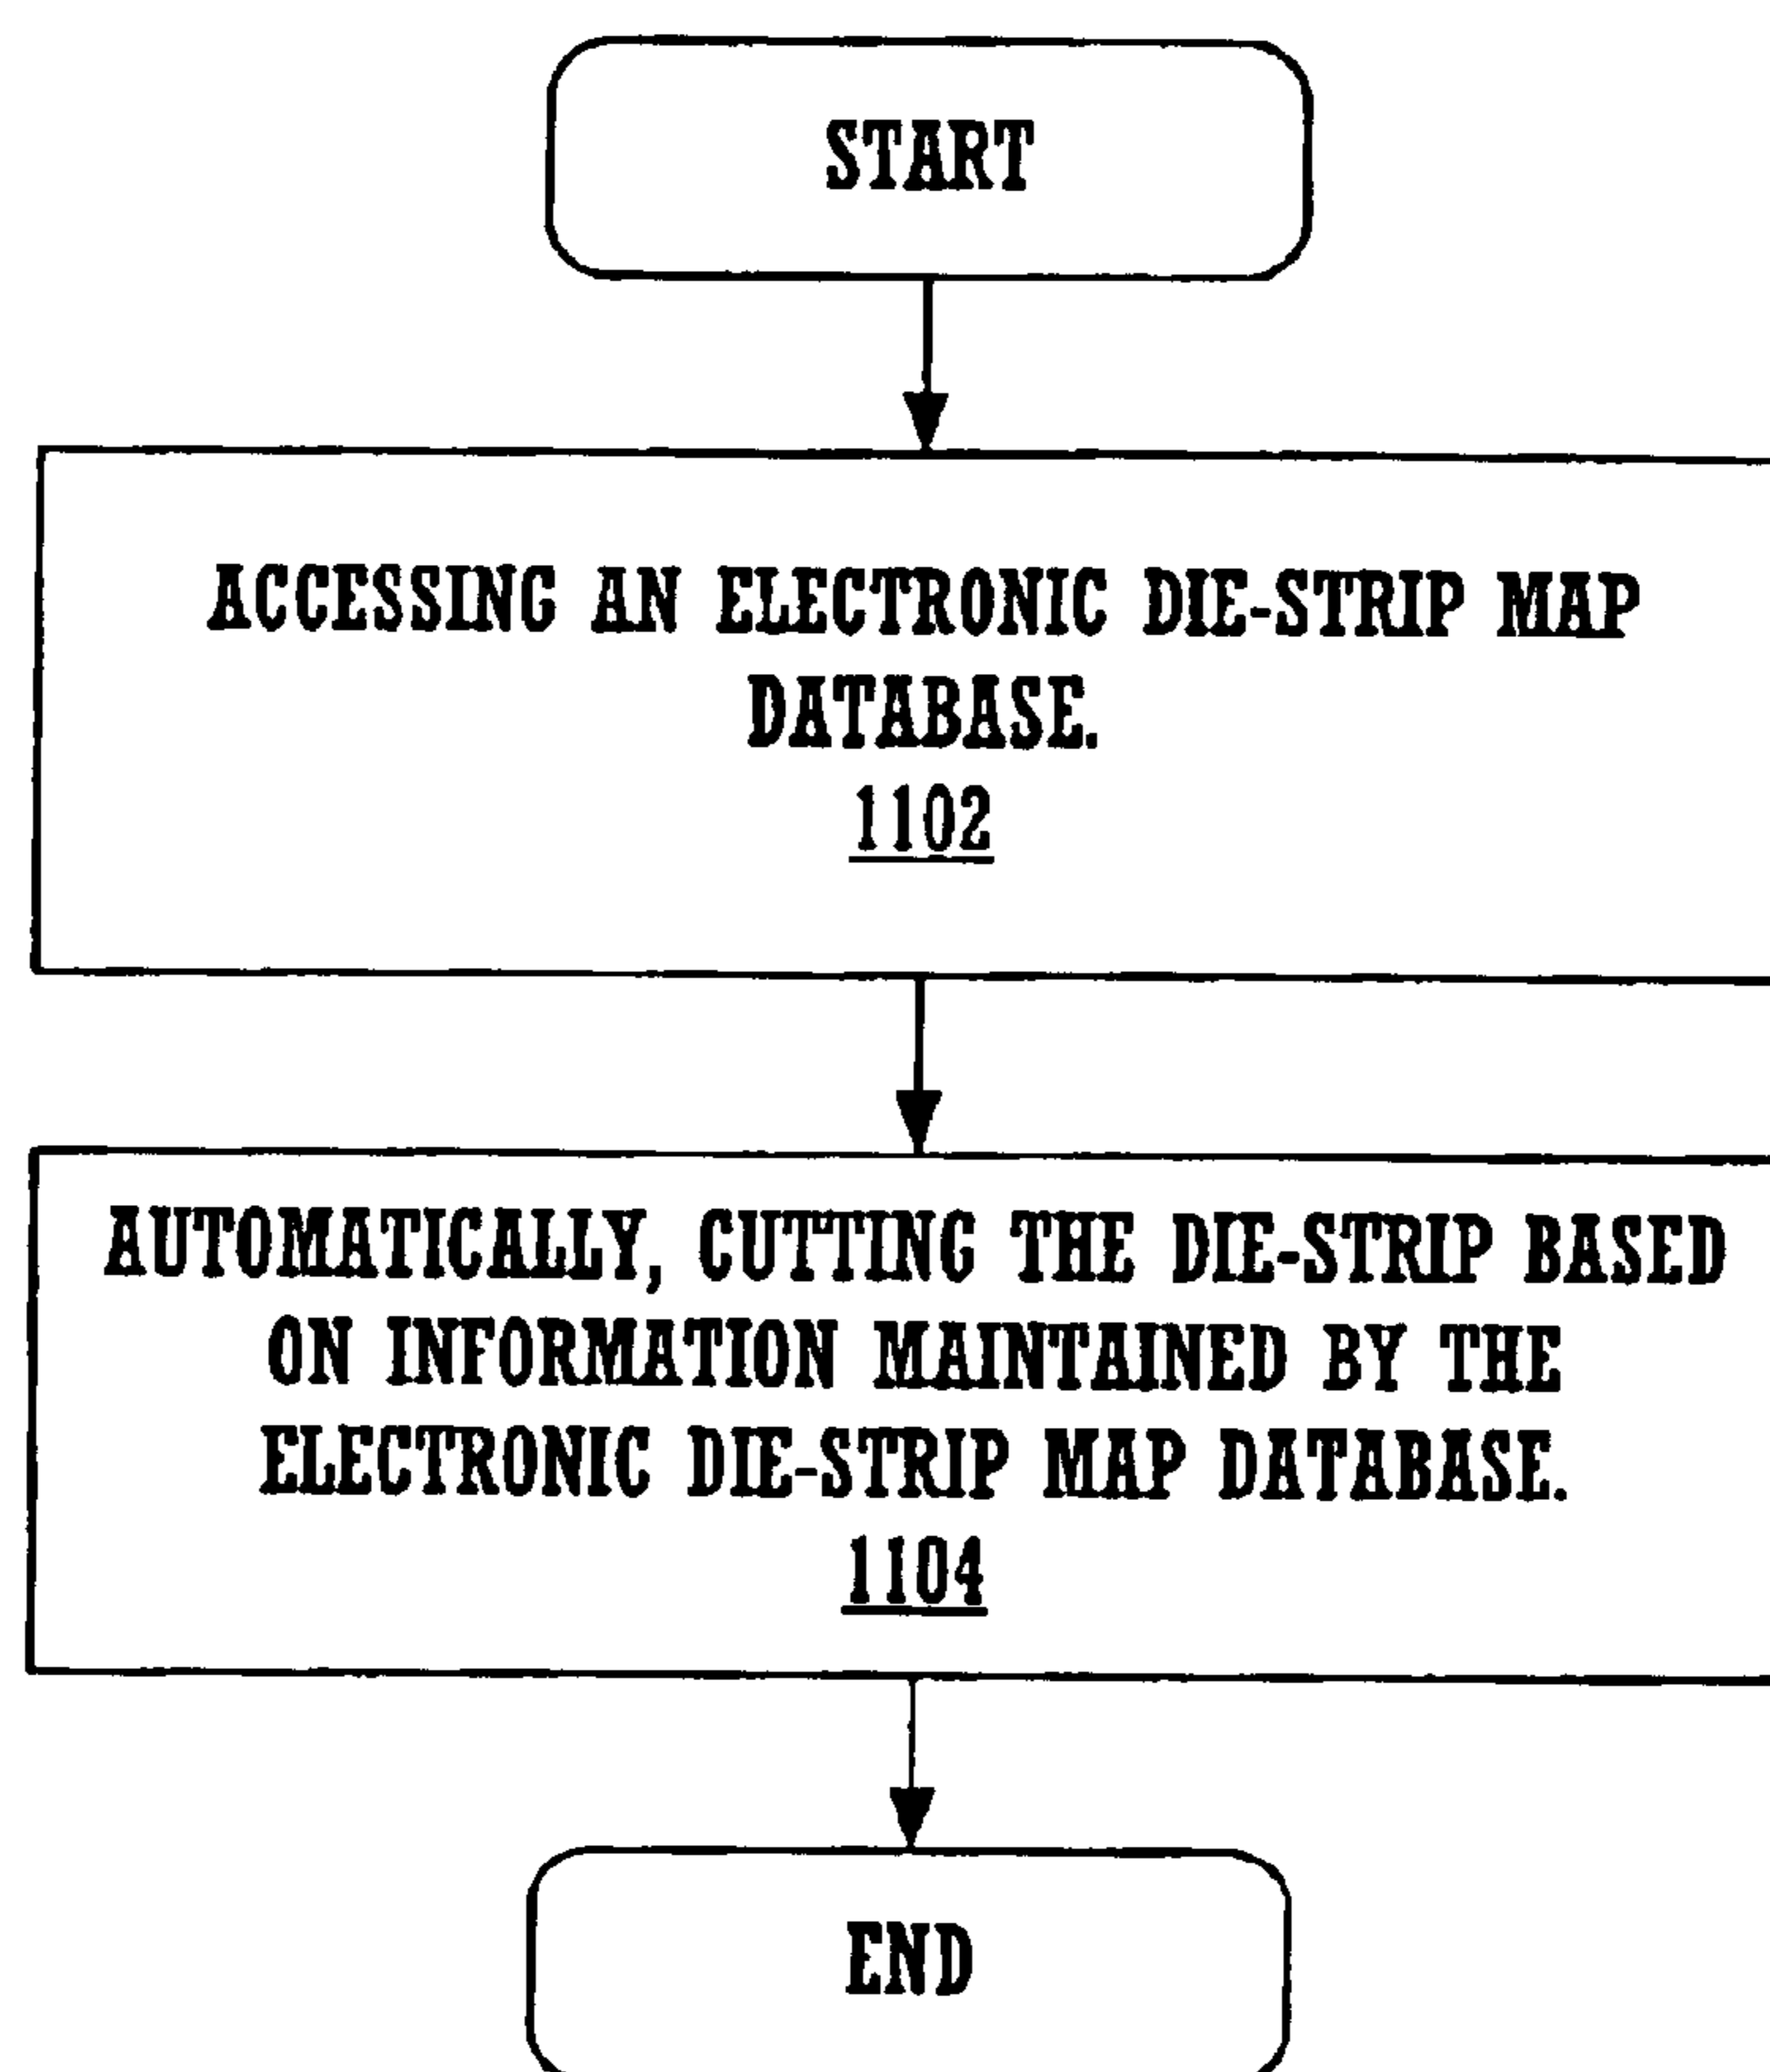 START
ACCESSING AN ELECTRONIC DIE-STRIP MAP
DATABASE.
1102
AUTOMATICALLY, CUTTING THE DIE-STRIP BASED
ON INFORMATION MAINTAINED BY THE
ELECTRONIC DIE-STRIP MAP DATABASE.
1104
END